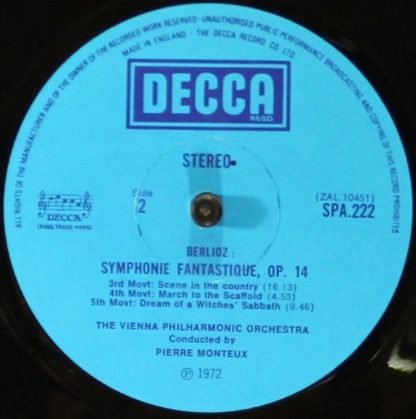 ALL RIGHTS OF THE MANUFACTURER AND OF THE OWNER OF THE RECORDED WORK RESERVED · UNAUTHORISED PUBLIC PERFORMANCE BROADCASTING AND COPYING OF THIS RECORD PROHIBITED
MADE IN ENGLAND · THE DECCA RECORD CO LTD
DECCA
REGD.
STEREO
Side
2
(ZAL 10451)
SPA.222
DECCA
TRADE MARK
BERLIOZ :
SYMPHONIE FANTASTIQUE, OP. 14
3rd Movt: Scene in the country (16.13)
4th Movt: March to the Scaffold (4.53)
5th Movt: Dream of a Witches' Sabbath (9.46)
THE VIENNA PHILHARMONIC ORCHESTRA
Conducted by
PIERRE MONTEUX
Ⓟ 1972